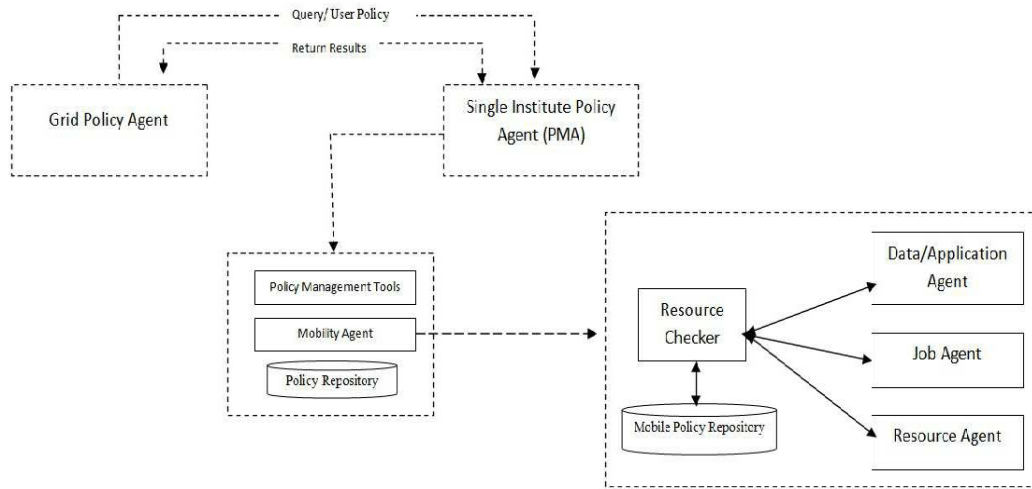 Query/ User Policy
Return Results
Grid Policy Agent
Single Institute Policy
Agent (PMA)
Policy Management Tools
Mobility Agent
Policy Repository
Resource
Checker
Mobile Policy Repository
Data/Application
Agent
Job Agent
Resource Agent